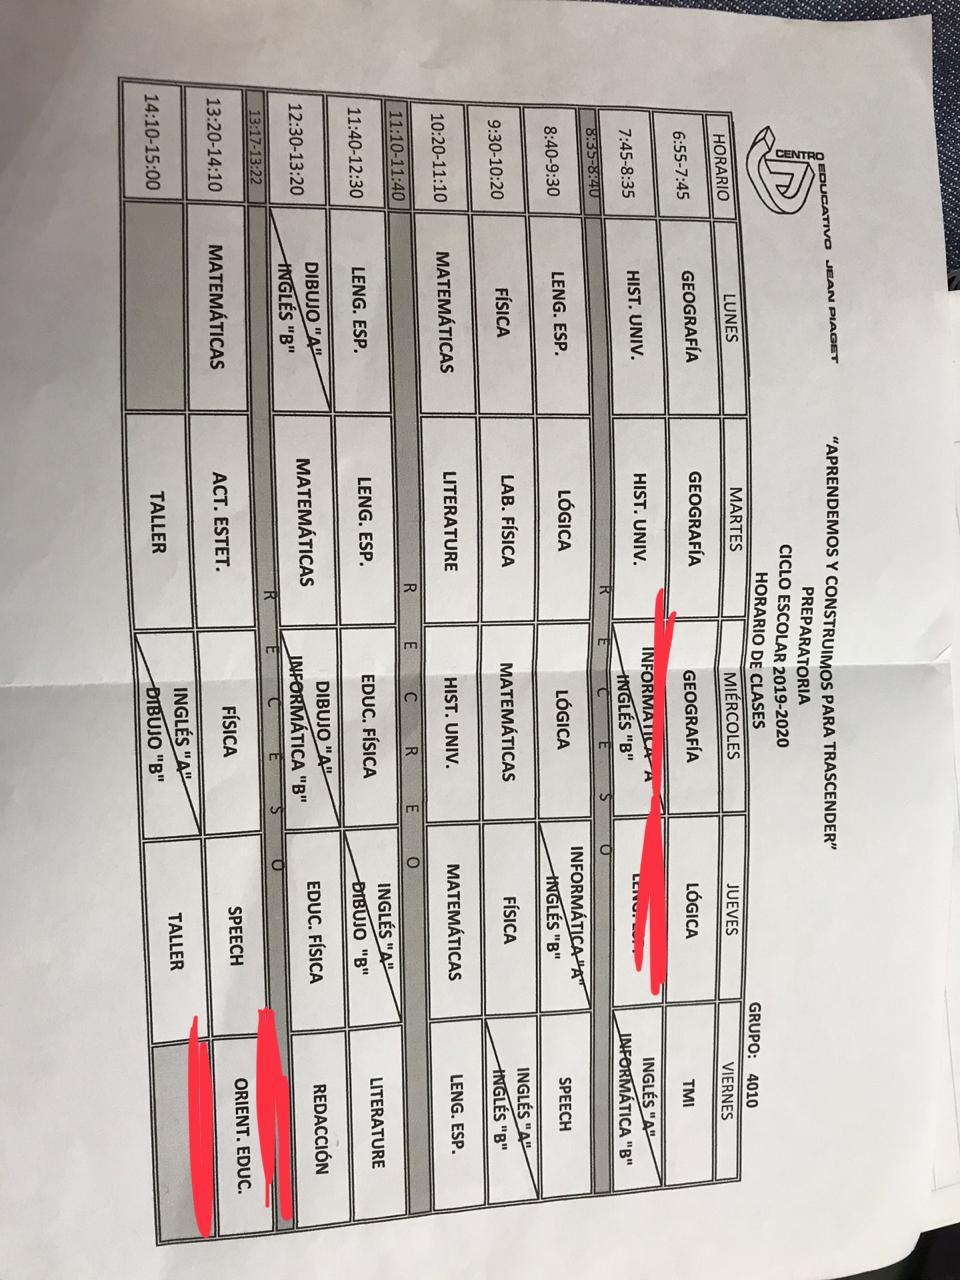 CENTRO EDUCATIVO JEAN PIAGET
"APRENDEMOS Y CONSTRUIMOS PARA TRASCENDER"
PREPARATORIA
CICLO ESCOLAR 2019-2020
HORARIO DE CLASES
GRUPO: 4010
HORARIO LUNES MARTES MIÉRCOLES JUEVES VIERNES
6:55-7:45 GEOGRAFÍA GEOGRAFÍA GEOGRAFÍA LÓGICA TMI
7:45-8:35 HIST. UNIV. HIST. UNIV. INFORMÁTICA "A" INGLÉS "B" LENG. ESP. INGLÉS "A" INFORMÁTICA "B"
8:35-8:40 R E C E S O
8:40-9:30 LENG. ESP. LÓGICA LÓGICA INFORMÁTICA "A" INGLÉS "B" SPEECH
9:30-10:20 FÍSICA LAB. FÍSICA MATEMÁTICAS FÍSICA INGLÉS "A" INGLÉS "B"
10:20-11:10 MATEMÁTICAS LITERATURE HIST. UNIV. MATEMÁTICAS LENG. ESP.
11:10-11:40 R E C R E O
11:40-12:30 LENG. ESP. LENG. ESP. EDUC. FÍSICA INGLÉS "A" DIBUJO "B" LITERATURE
12:30-13:20 DIBUJO "A" INGLÉS "B" MATEMÁTICAS DIBUJO "A" INFORMÁTICA "B" EDUC. FÍSICA REDACCIÓN
13:17-13:22 R E C E S O
13:20-14:10 MATEMÁTICAS ACT. ESTET. FÍSICA SPEECH ORIENT. EDUC.
14:10-15:00 TALLER INGLÉS "A" DIBUJO "B" TALLER